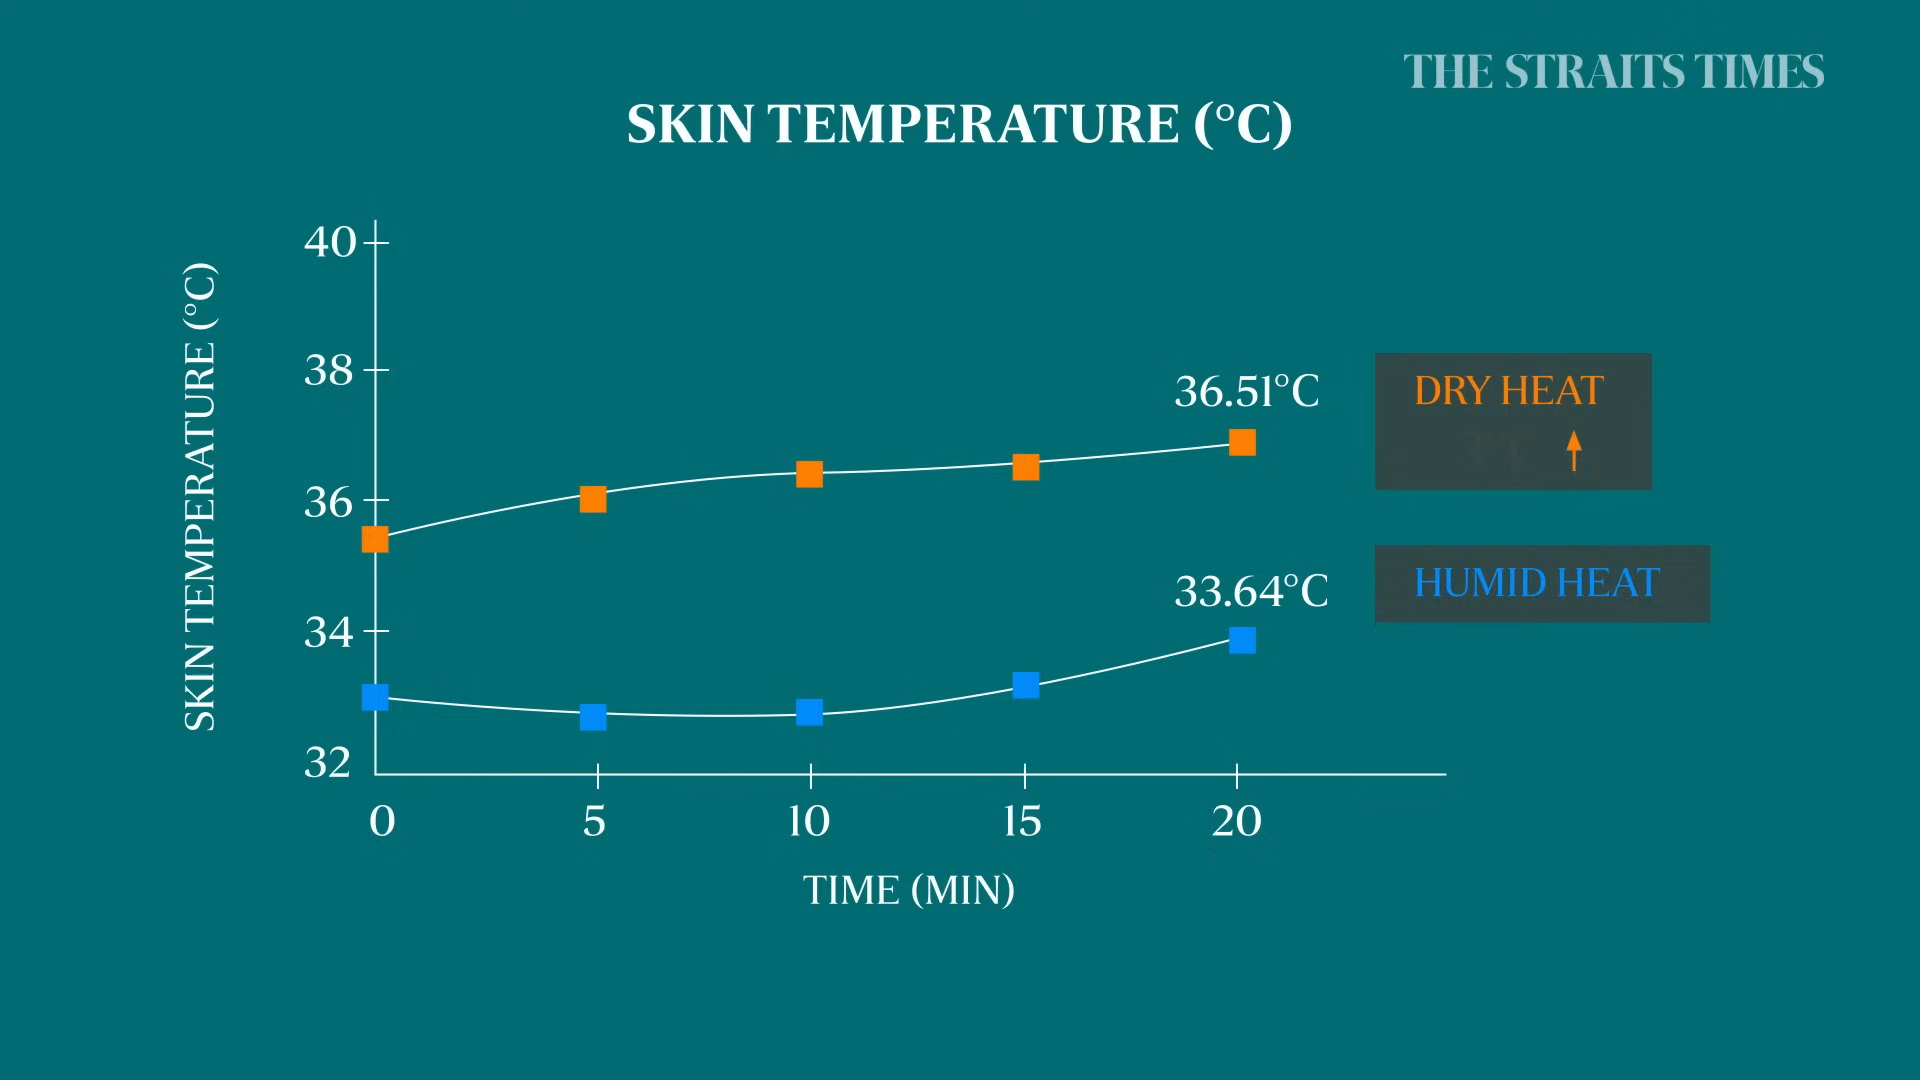 THE STRAITS TIMES
SKIN TEMPERATURE (°C)
SKIN TEMPERATURE (°C)
40
38
36
34
32
36.51°C
33.64°C
DRY HEAT
HUMID HEAT
0 5 10 15 20
TIME (MIN)